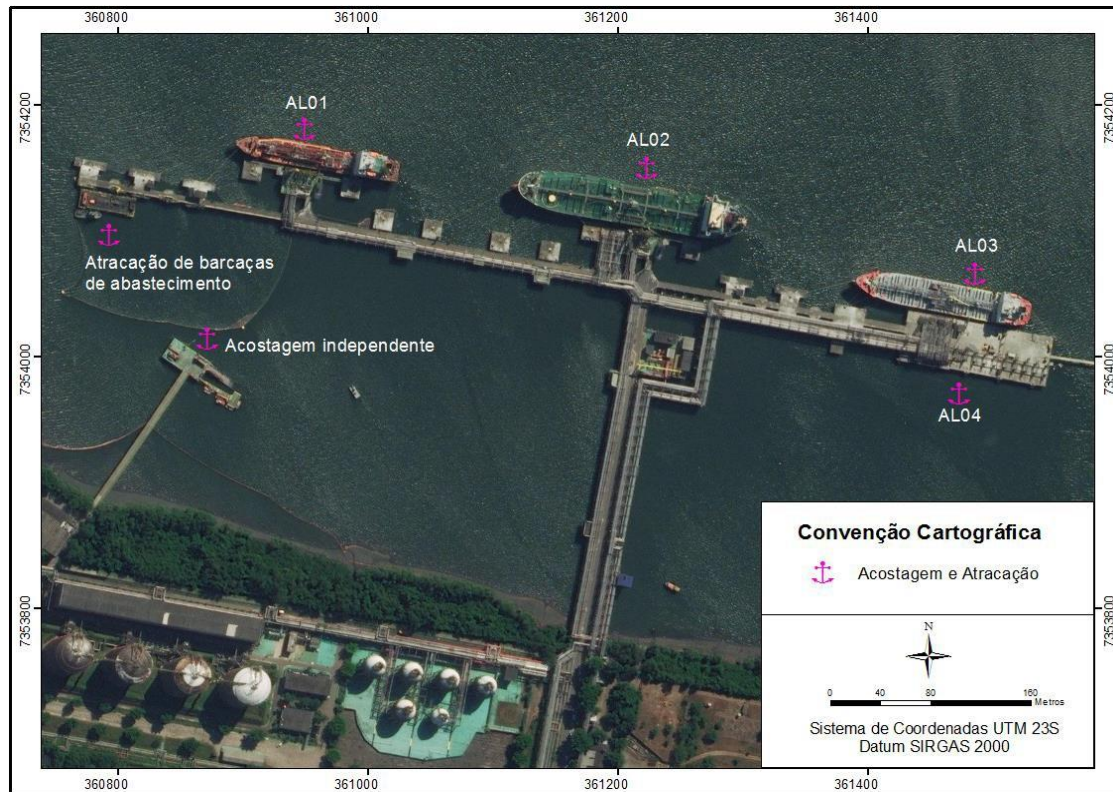 360800 361000 361200 361400
7354200 7354200
AL01
AL02
AL03
Atracação de barcaças
de abastecimento
Acostagem independente
7354000 7354000
AL04
Convenção Cartográfica
Acostagem e Atracação
7353800 7353800
N
0 40 80 160
Metros
Sistema de Coordenadas UTM 23S
Datum SIRGAS 2000
360800 361000 361200 361400